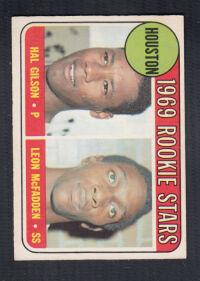 HOUSTON
1969 ROOKIE STARS
HAL GILSON • P
LEON McFADDEN • SS